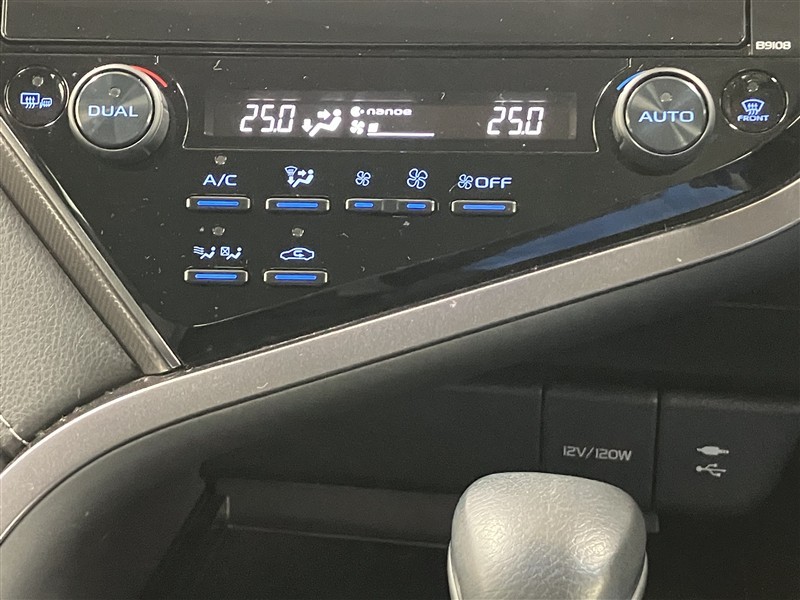 B9108
DUAL
25.0
nanoe
25.0
AUTO
FRONT
A/C
OFF
12V/120W